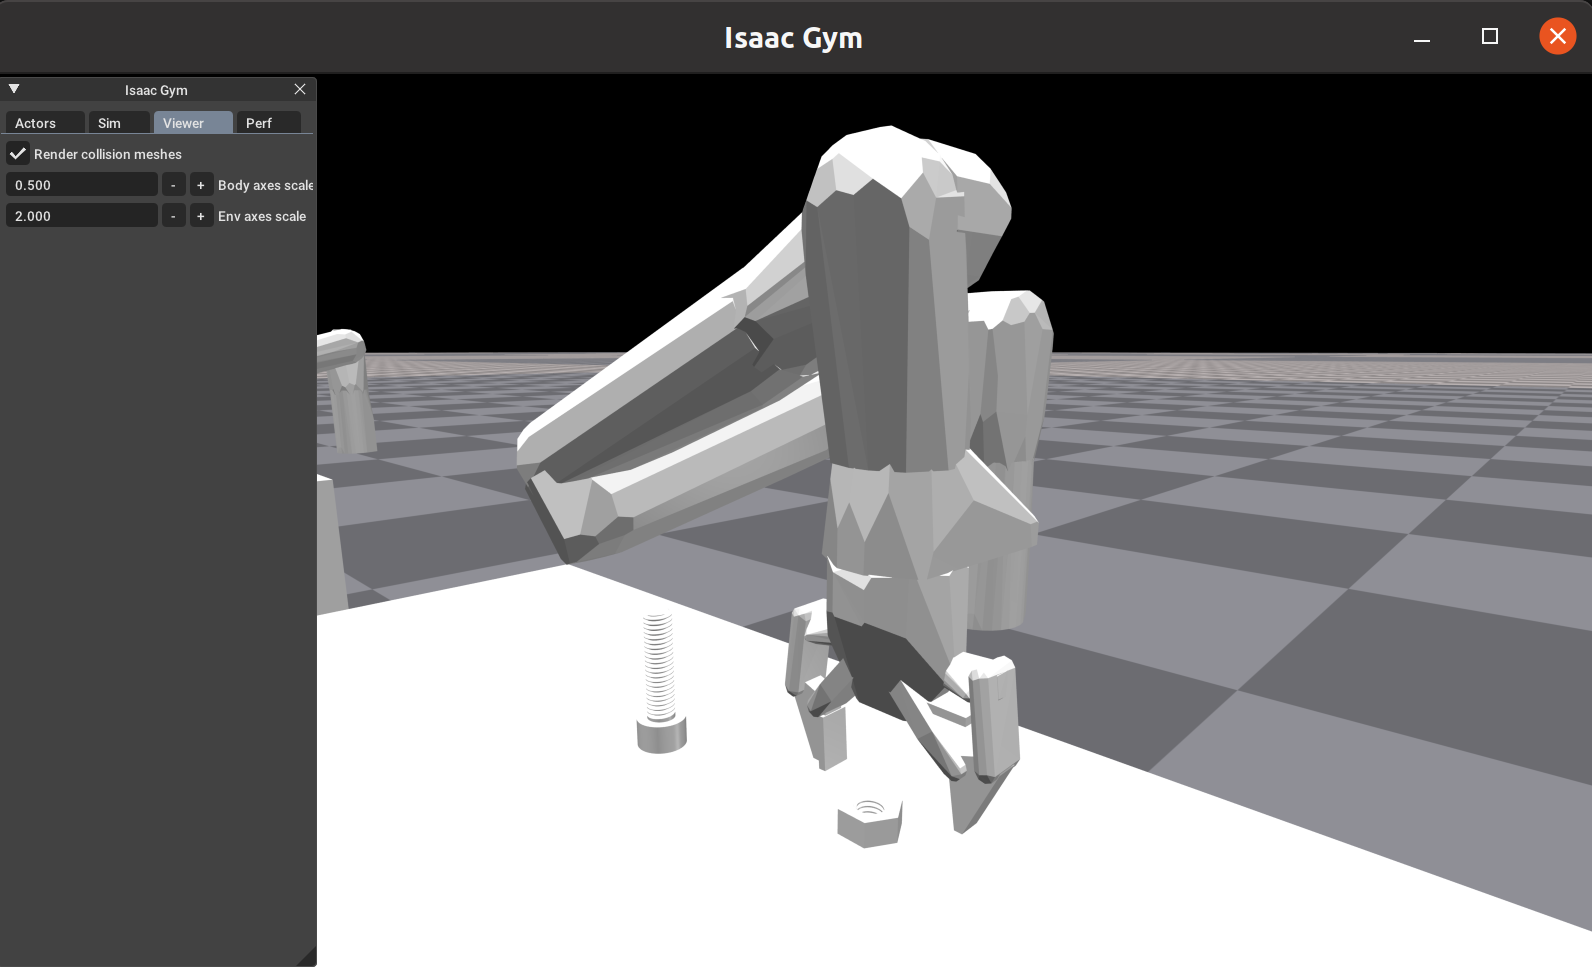 Isaac Gym
Isaac Gym
Actors Sim Viewer Perf
Render collision meshes
0.500 - + Body axes scale
2.000 - + Env axes scale